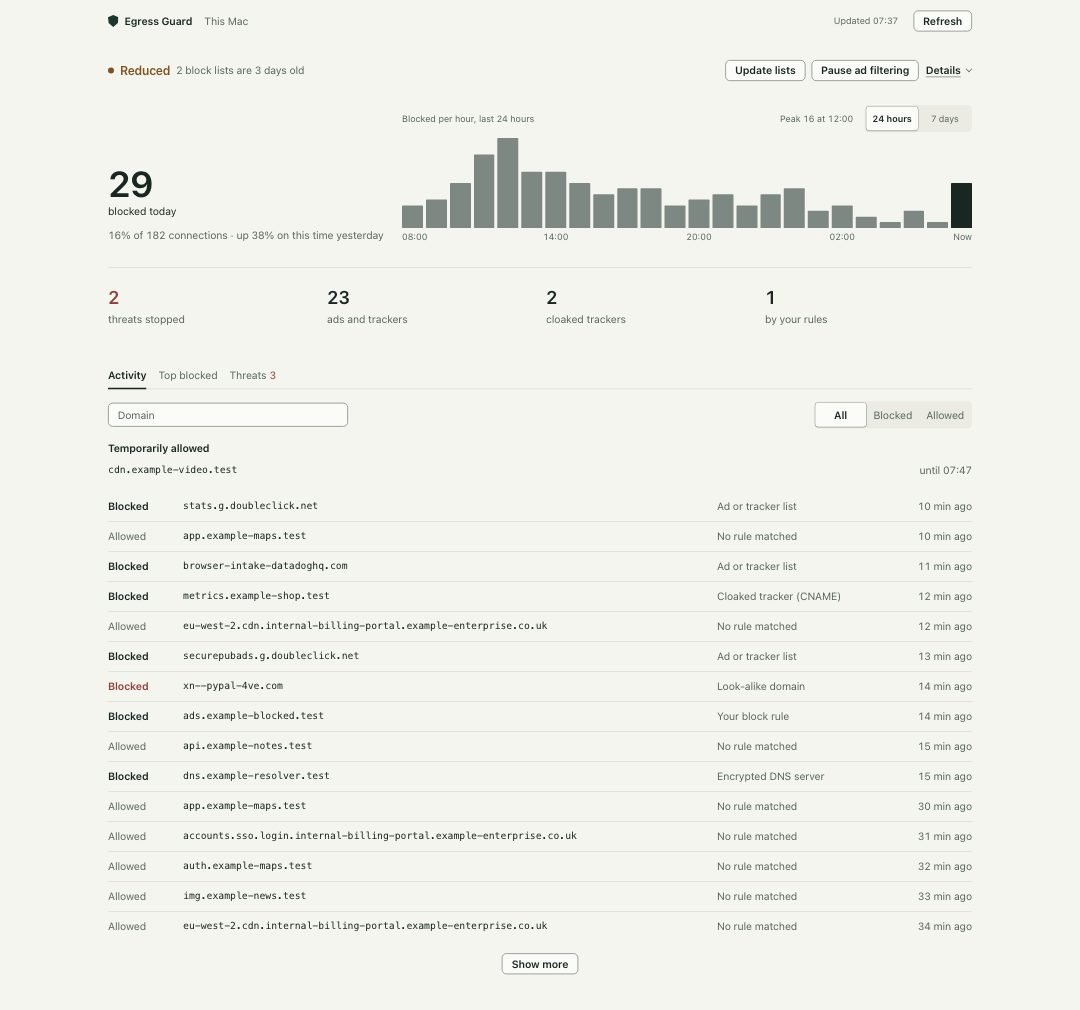 Egress Guard This Mac Updated 07:37 Refresh
Reduced 2 block lists are 3 days old Update lists Pause ad filtering Details
Blocked per hour, last 24 hours Peak 16 at 12:00 24 hours 7 days
29
blocked today
16% of 182 connections · up 38% on this time yesterday
08:00 14:00 20:00 02:00 Now
2 23 2 1
threats stopped ads and trackers cloaked trackers by your rules
Activity Top blocked Threats 3
Domain All Blocked Allowed
Temporarily allowed
cdn.example-video.test until 07:47
Blocked stats.g.doubleclick.net Ad or tracker list 10 min ago
Allowed app.example-maps.test No rule matched 10 min ago
Blocked browser-intake-datadoghq.com Ad or tracker list 11 min ago
Blocked metrics.example-shop.test Cloaked tracker (CNAME) 12 min ago
Allowed eu-west-2.cdn.internal-billing-portal.example-enterprise.co.uk No rule matched 12 min ago
Blocked securepubads.g.doubleclick.net Ad or tracker list 13 min ago
Blocked xn--pypal-4ve.com Look-alike domain 14 min ago
Blocked ads.example-blocked.test Your block rule 14 min ago
Allowed api.example-notes.test No rule matched 15 min ago
Blocked dns.example-resolver.test Encrypted DNS server 15 min ago
Allowed app.example-maps.test No rule matched 30 min ago
Allowed accounts.sso.login.internal-billing-portal.example-enterprise.co.uk No rule matched 31 min ago
Allowed auth.example-maps.test No rule matched 32 min ago
Allowed img.example-news.test No rule matched 33 min ago
Allowed eu-west-2.cdn.internal-billing-portal.example-enterprise.co.uk No rule matched 34 min ago
Show more